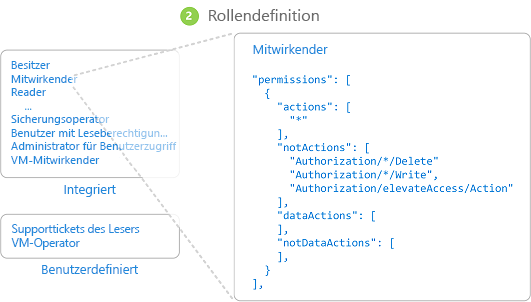 2 Rollendefinition
Besitzer
Mitwirkender
Reader
...
Sicherungsoperator
Benutzer mit Leseberechtigun...
Administrator für Benutzerzugriff
VM-Mitwirkender
Integriert
Supporttickets des Lesers
VM-Operator
Benutzerdefiniert
Mitwirkender
"permissions": [
{
"actions": [
"*"
],
"notActions": [
"Authorization/*/Delete"
"Authorization/*/Write",
"Authorization/elevateAccess/Action"
],
"dataActions": [
],
"notDataActions": [
],
}
],